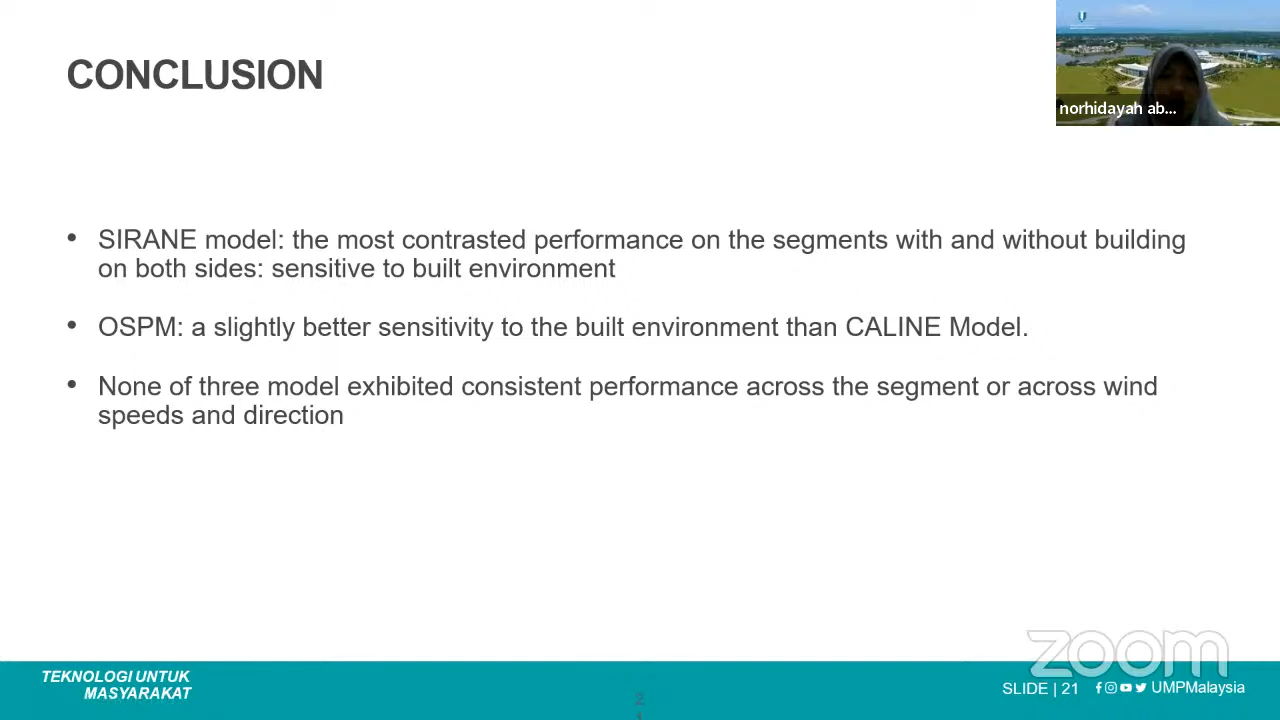 CONCLUSION
norhidayah ab...
• SIRANE model: the most contrasted performance on the segments with and without building
on both sides: sensitive to built environment
• OSPM: a slightly better sensitivity to the built environment than CALINE Model.
• None of three model exhibited consistent performance across the segment or across wind
speeds and direction
zoom
TEKNOLOGI UNTUK
MASYARAKAT
2
1
SLIDE | 21
UMPMalaysia